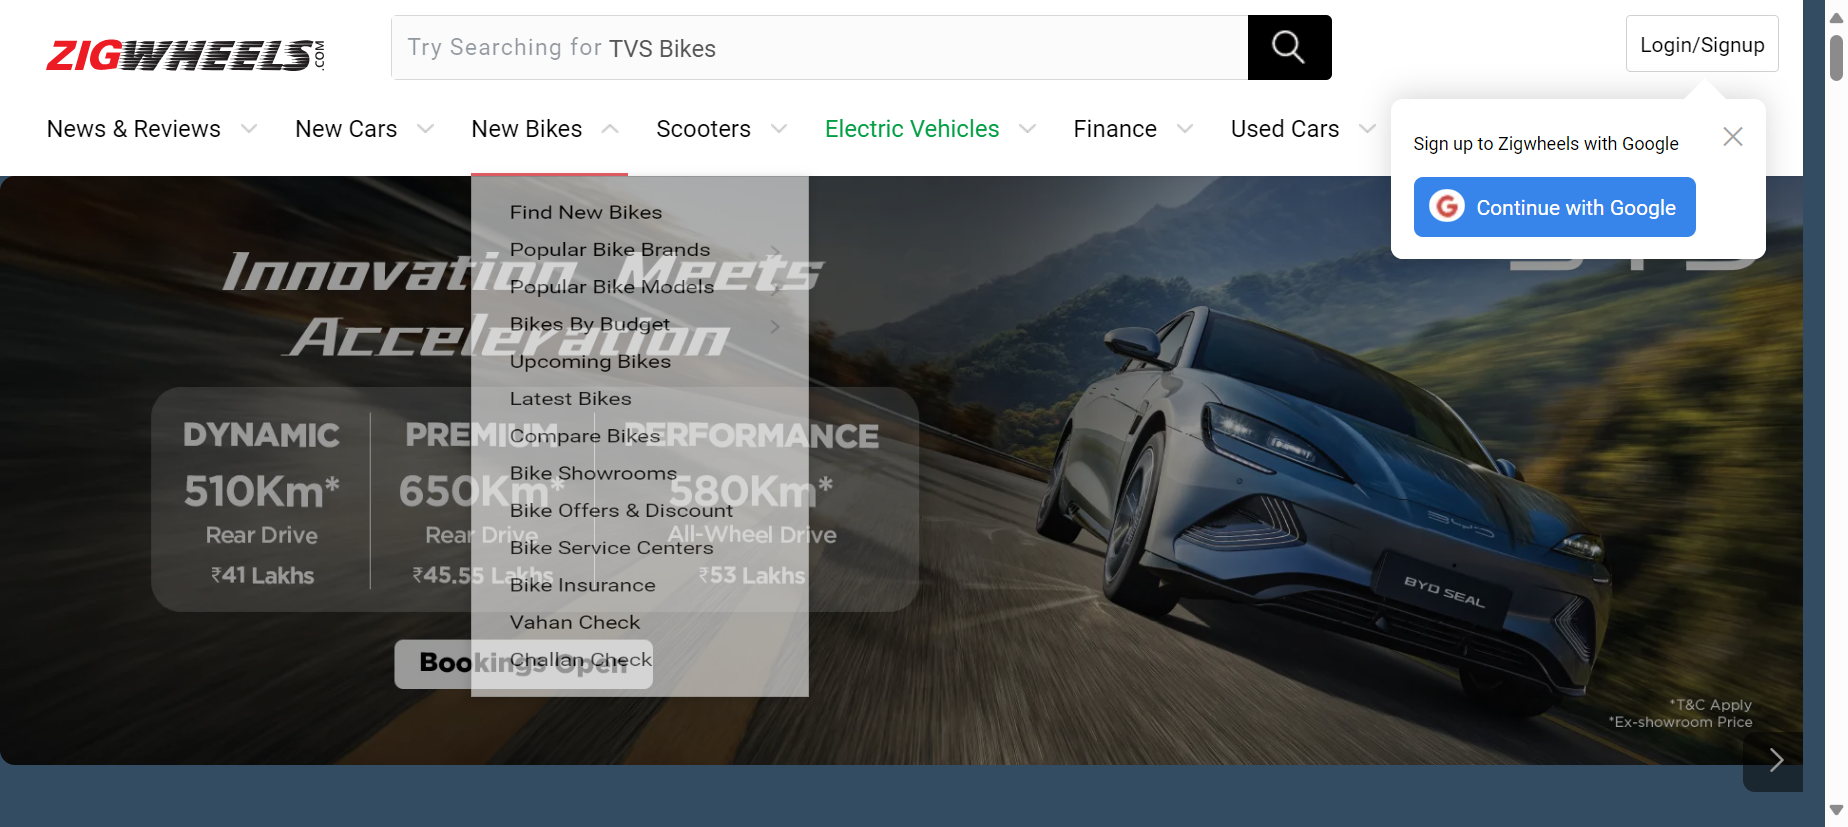 ZIGWHEELS.COM
Try Searching for TVS Bikes
Login/Signup
News & Reviews
New Cars
New Bikes
Scooters
Electric Vehicles
Finance
Used Cars
Sign up to Zigwheels with Google
Continue with Google
Find New Bikes
Popular Bike Brands
Popular Bike Models
Bikes By Budget
Upcoming Bikes
Latest Bikes
Compare Bikes
Bike Showrooms
Bike Offers & Discount
Bike Service Centers
Bike Insurance
Vahan Check
Challan Check
Innovation Meets
Acceleration
DYNAMIC
510Km*
Rear Drive
₹41 Lakhs
PREMIUM
650Km*
Rear Drive
₹45.55 Lakhs
PERFORMANCE
580Km*
All-Wheel Drive
₹53 Lakhs
Bookings Open
BYD
BYD SEAL
*T&C Apply
*Ex-showroom Price